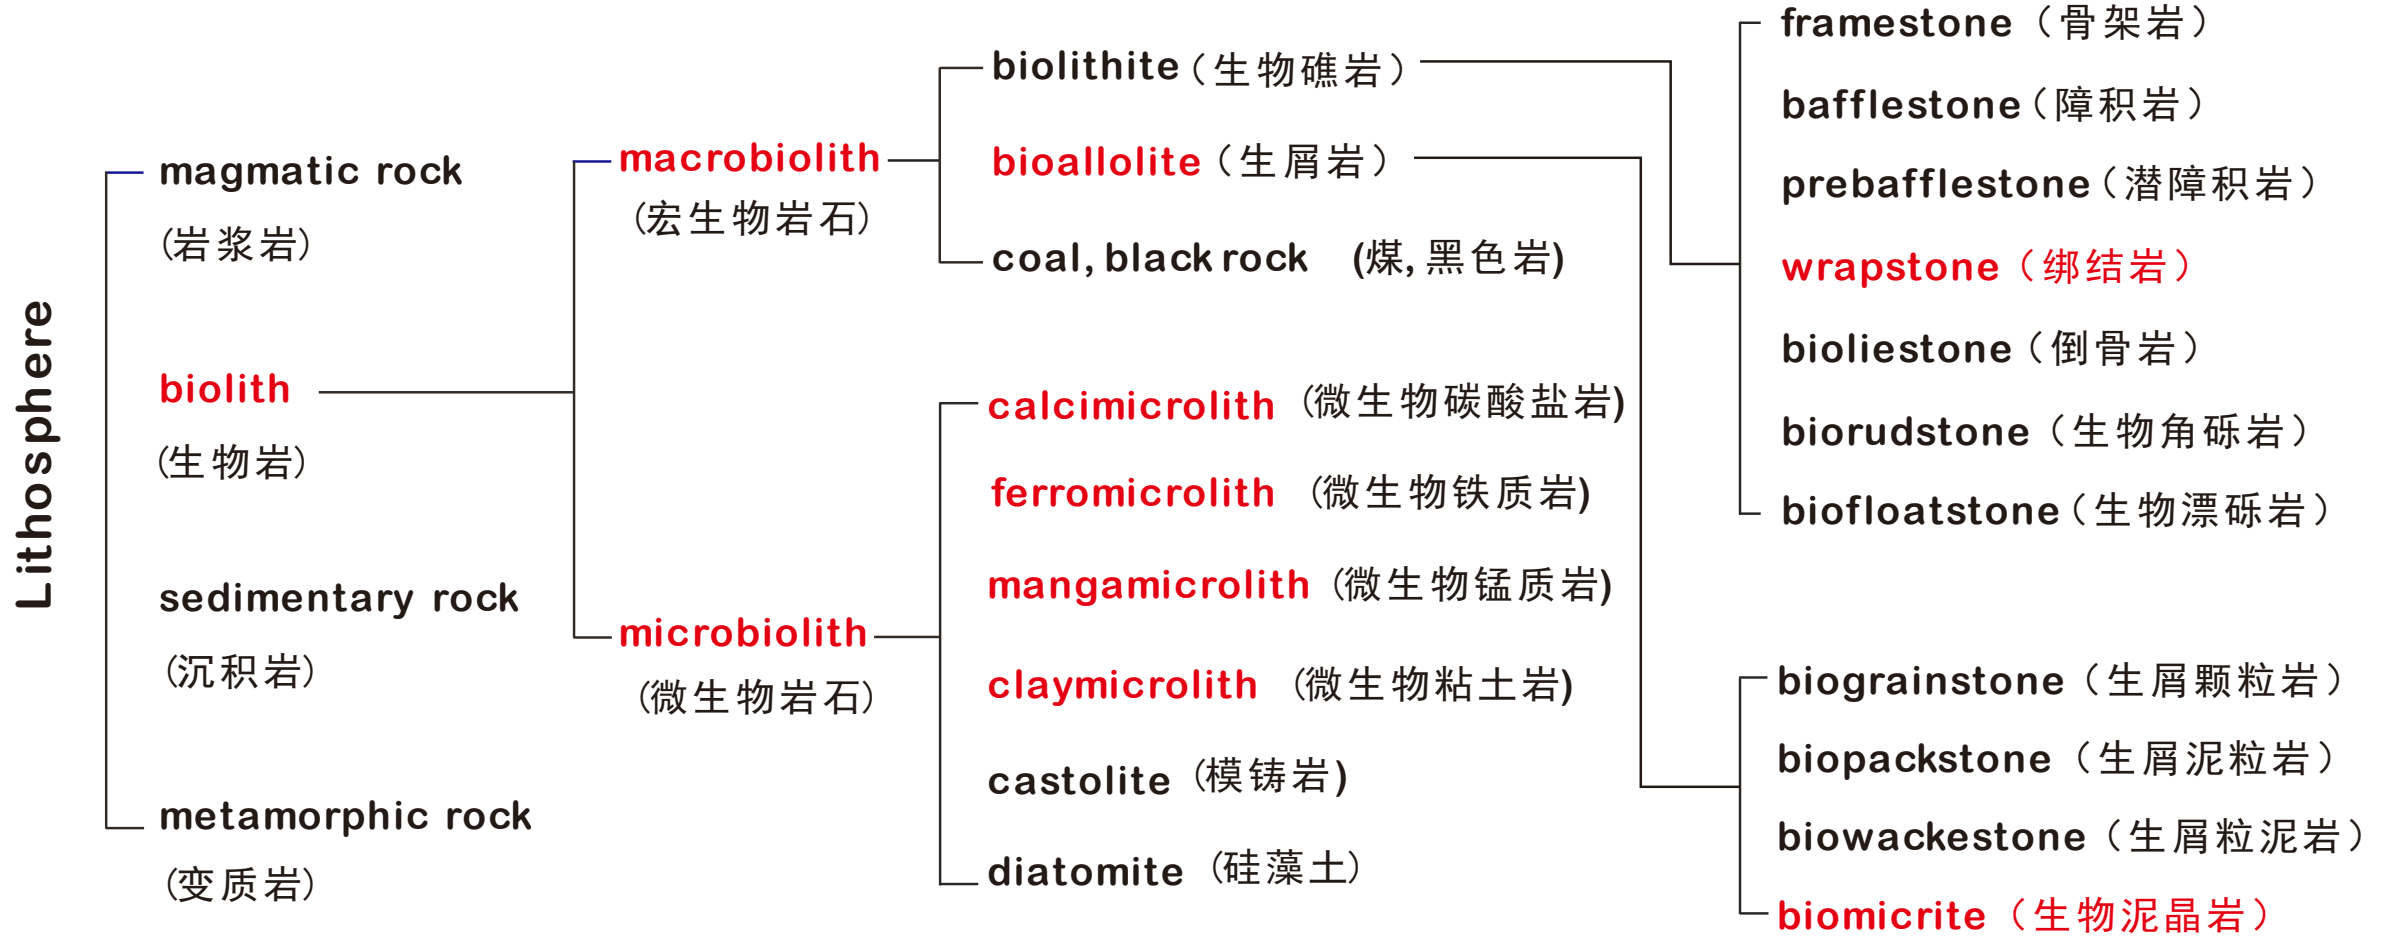 Lithosphere
magmatic rock
(岩浆岩)
biolith
(生物岩)
sedimentary rock
(沉积岩)
metamorphic rock
(变质岩)
macrobiolith
(宏生物岩石)
microbiolith
(微生物岩石)
biolithite（生物礁岩）
bioallolite（生屑岩）
coal, black rock (煤, 黑色岩)
calcimicrolith (微生物碳酸盐岩)
ferromicrolith (微生物铁质岩)
mangamicrolith (微生物锰质岩)
claymicrolith (微生物粘土岩)
castolite (模铸岩)
diatomite (硅藻土)
framestone（骨架岩）
bafflestone（障积岩）
prebafflestone（潜障积岩）
wrapstone（绑结岩）
bioliestone（倒骨岩）
biorudstone（生物角砾岩）
biofloatstone（生物漂砾岩）
biograinstone（生屑颗粒岩）
biopackstone（生屑泥粒岩）
biowackestone（生屑粒泥岩）
biomicrite（生物泥晶岩）